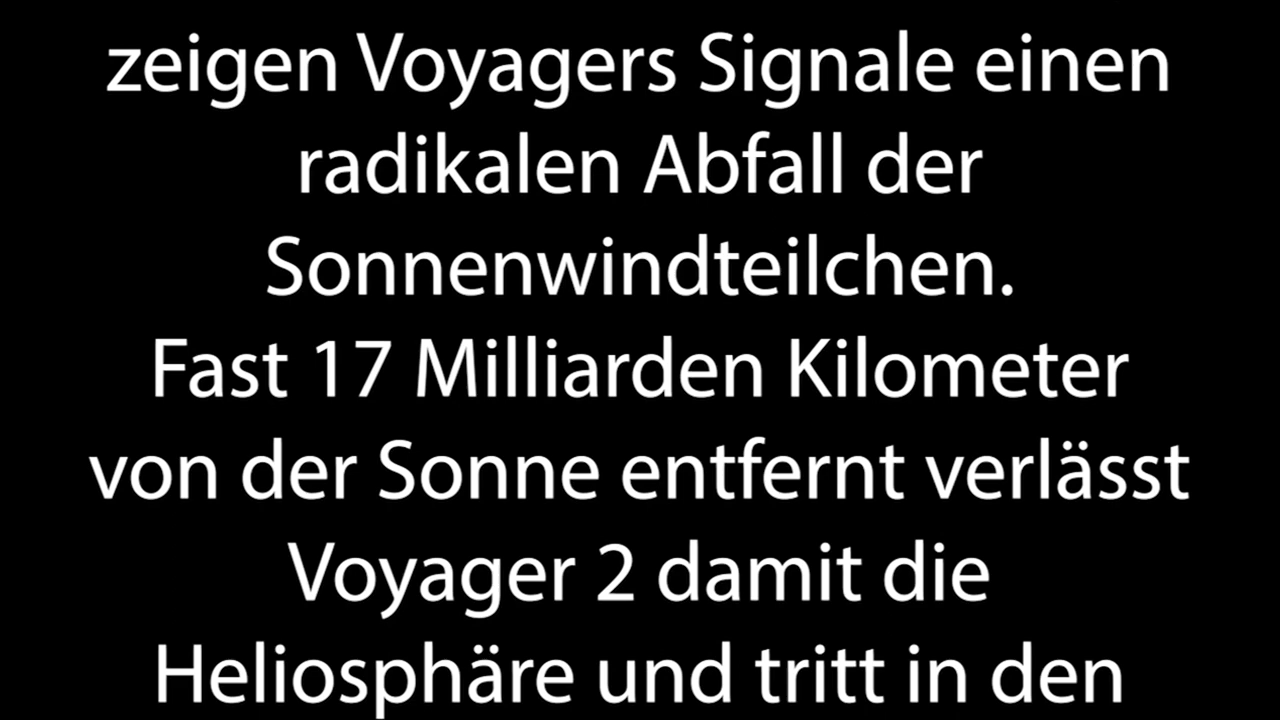 zeigen Voyagers Signale einen
radikalen Abfall der
Sonnenwindteilchen.
Fast 17 Milliarden Kilometer
von der Sonne entfernt verlässt
Voyager 2 damit die
Heliosphäre und tritt in den